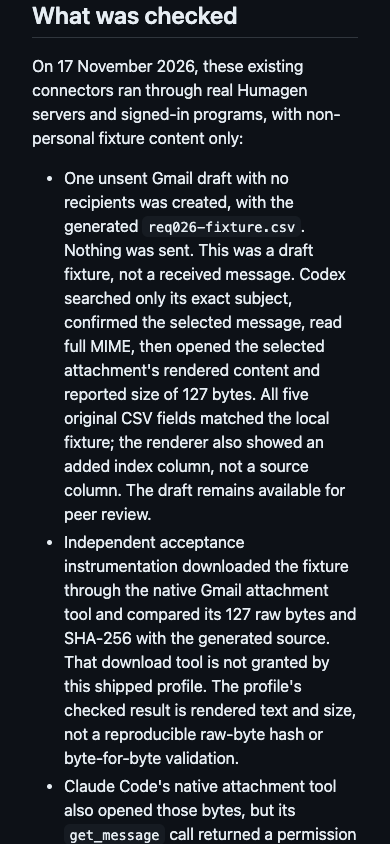 What was checked
On 17 November 2026, these existing
connectors ran through real Humagen
servers and signed-in programs, with non-
personal fixture content only:
• One unsent Gmail draft with no
recipients was created, with the
generated req026-fixture.csv.
Nothing was sent. This was a draft
fixture, not a received message. Codex
searched only its exact subject,
confirmed the selected message, read
full MIME, then opened the selected
attachment's rendered content and
reported size of 127 bytes. All five
original CSV fields matched the local
fixture; the renderer also showed an
added index column, not a source
column. The draft remains available for
peer review.
• Independent acceptance
instrumentation downloaded the fixture
through the native Gmail attachment
tool and compared its 127 raw bytes and
SHA-256 with the generated source.
That download tool is not granted by
this shipped profile. The profile's
checked result is rendered text and size,
not a reproducible raw-byte hash or
byte-for-byte validation.
• Claude Code's native attachment tool
also opened those bytes, but its
get_message call returned a permission